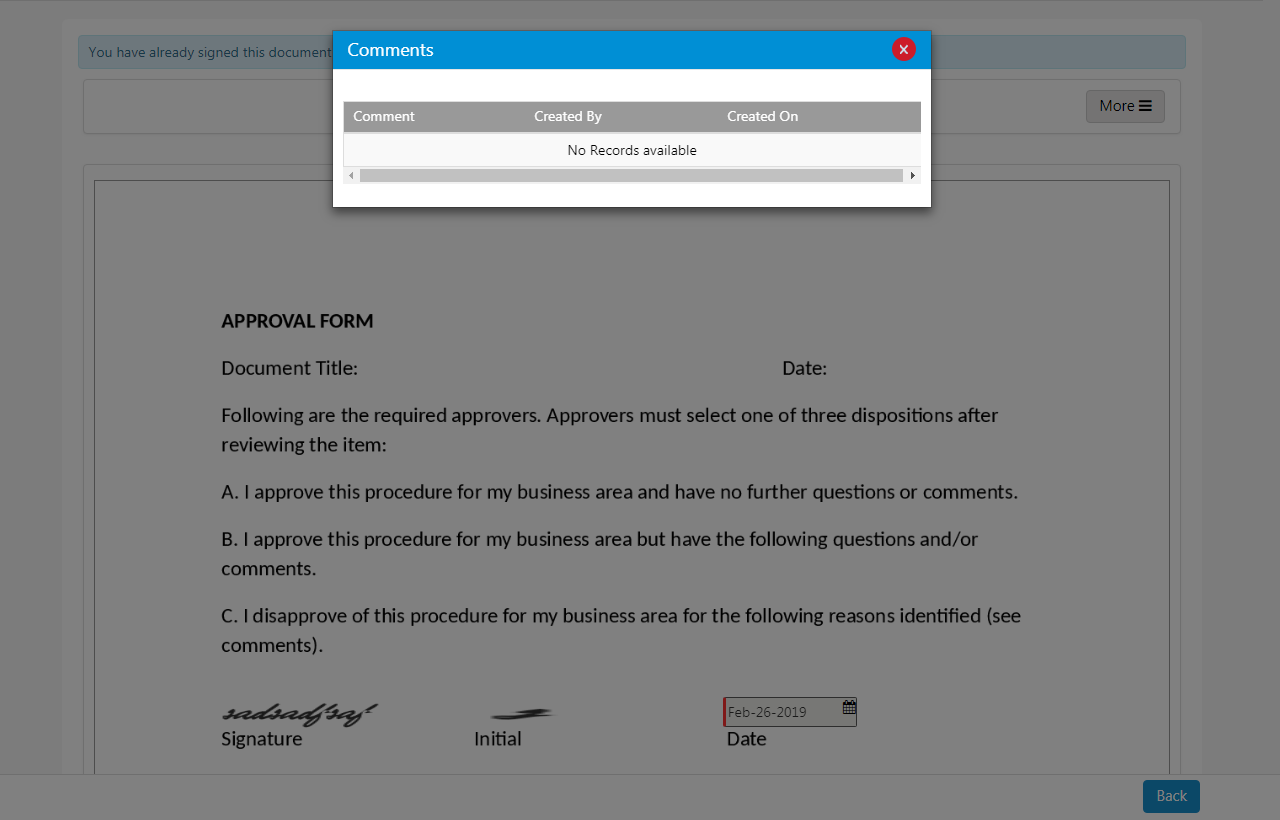 You have already signed this document
Comments
More
Comment Created By Created On
No Records available
APPROVAL FORM
Document Title: Date:
Following are the required approvers. Approvers must select one of three dispositions after
reviewing the item:
A. I approve this procedure for my business area and have no further questions or comments.
B. I approve this procedure for my business area but have the following questions and/or
comments.
C. I disapprove of this procedure for my business area for the following reasons identified (see
comments).
Feb-26-2019
Signature Initial Date
Back